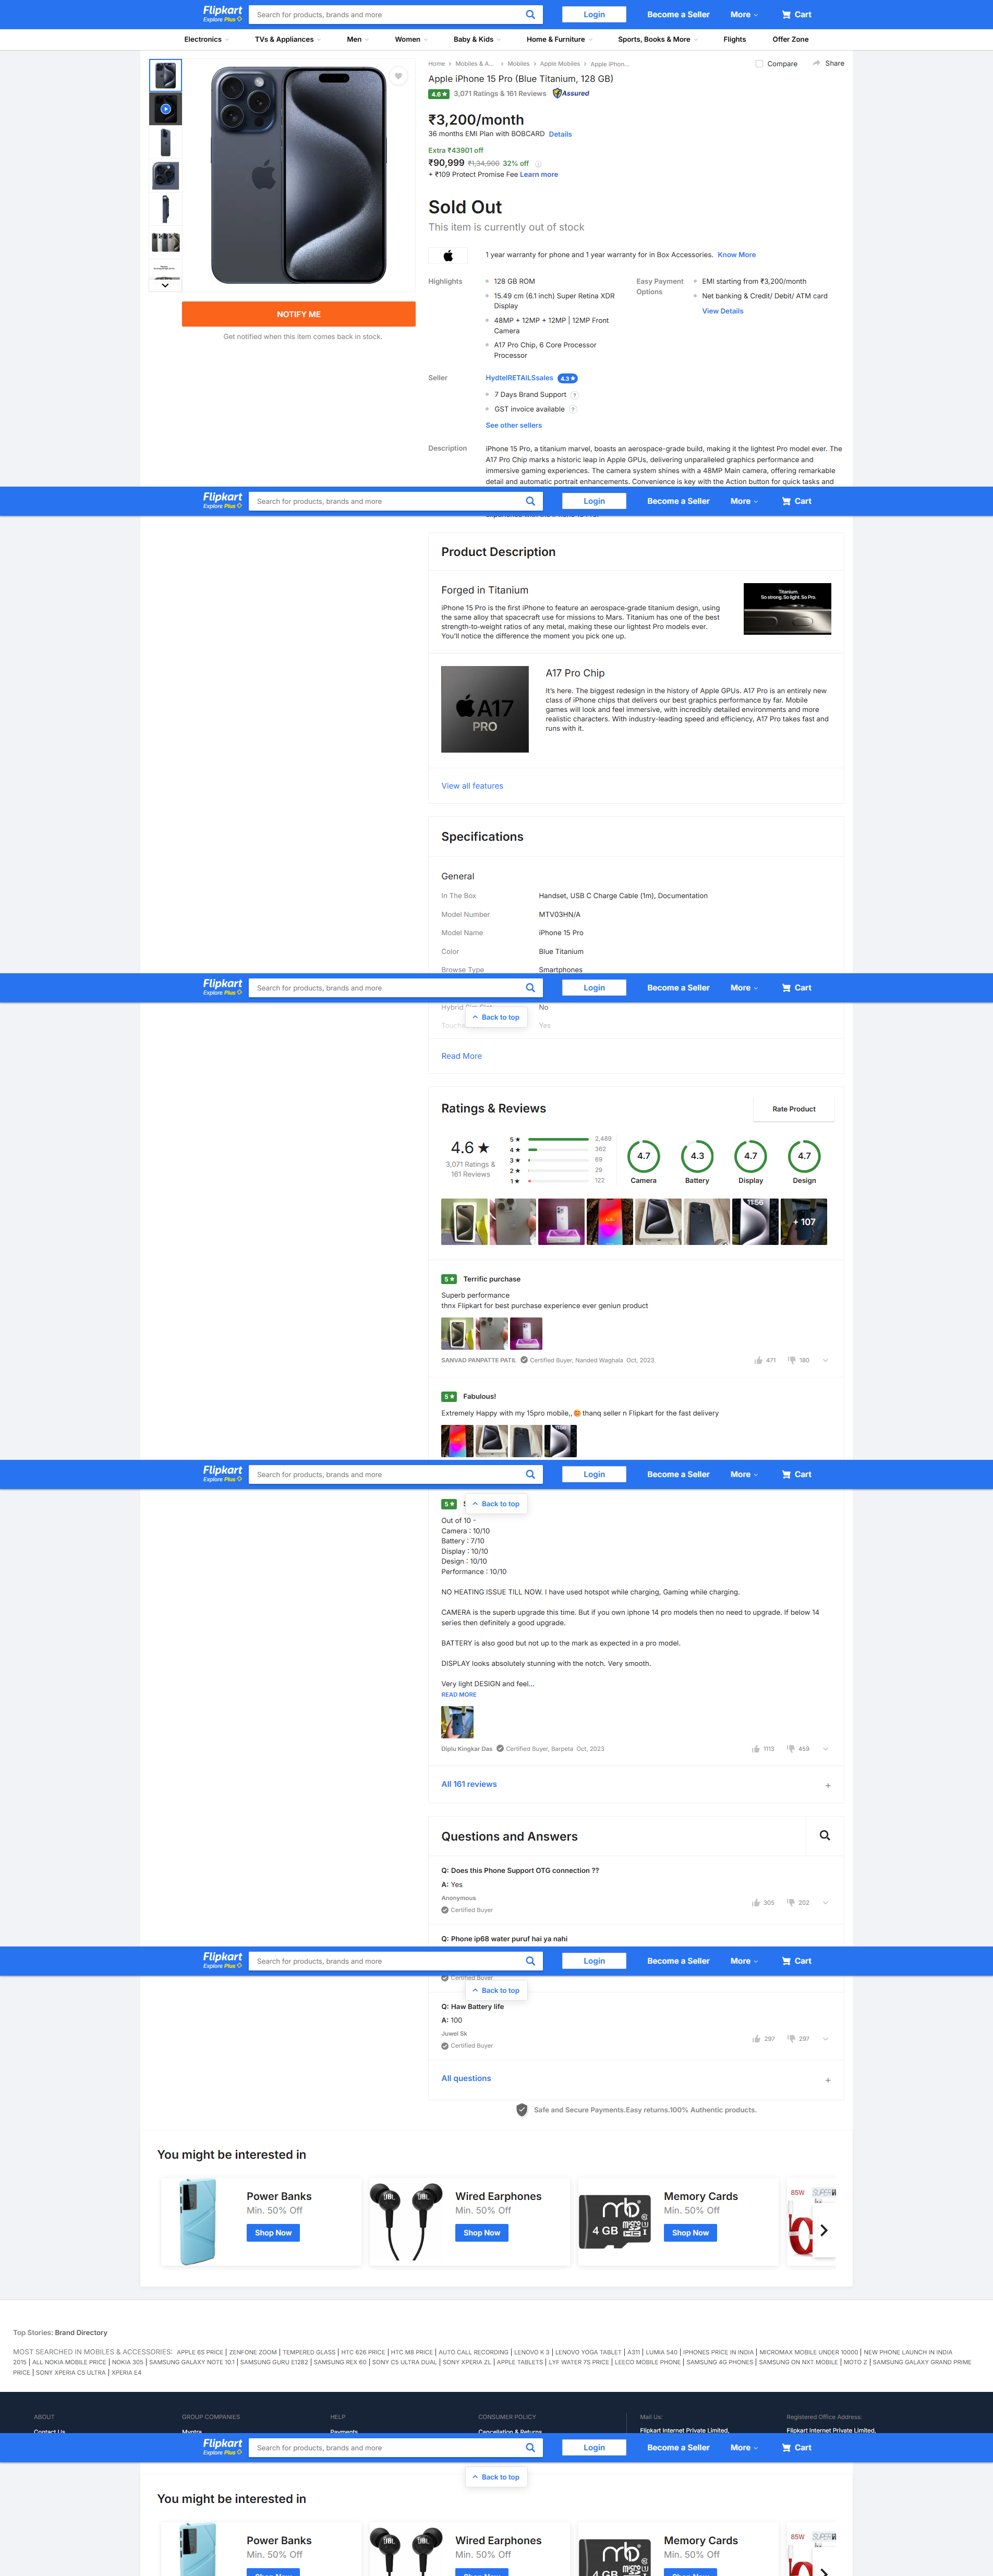 Flipkart
Explore Plus
Search for products, brands and more
Login
Become a Seller
More
Cart
Electronics
TVs & Appliances
Men
Women
Baby & Kids
Home & Furniture
Sports, Books & More
Flights
Offer Zone
Home
Mobiles & A...
Mobiles
Apple Mobiles
Apple iPhon...
Compare
Share
Apple iPhone 15 Pro (Blue Titanium, 128 GB)
4.6★ 3,071 Ratings & 161 Reviews Assured
₹3,200/month
36 months EMI Plan with BOBCARD Details
Extra ₹43901 off
₹90,999 ₹1,34,900 32% off
+ ₹109 Protect Promise Fee Learn more
Sold Out
This item is currently out of stock
1 year warranty for phone and 1 year warranty for in Box Accessories. Know More
NOTIFY ME
Get notified when this item comes back in stock.
Highlights
128 GB ROM
15.49 cm (6.1 inch) Super Retina XDR
Display
48MP + 12MP + 12MP | 12MP Front
Camera
A17 Pro Chip, 6 Core Processor
Processor
Easy Payment
Options
EMI starting from ₹3,200/month
Net banking & Credit/ Debit/ ATM card
View Details
Seller
HydtelRETAILSsales 4.3★
7 Days Brand Support ?
GST invoice available ?
See other sellers
Description
iPhone 15 Pro, a titanium marvel, boasts an aerospace-grade build, making it the lightest Pro model ever. The
A17 Pro Chip marks a historic leap in Apple GPUs, delivering unparalleled graphics performance and
immersive gaming experiences. The camera system shines with a 48MP Main camera, offering remarkable
detail and automatic portrait enhancements. Convenience is key with the Action button for quick tasks and
Flipkart
Explore Plus
Search for products, brands and more
Login
Become a Seller
More
Cart
Product Description
Forged in Titanium
iPhone 15 Pro is the first iPhone to feature an aerospace-grade titanium design, using
the same alloy that spacecraft use for missions to Mars. Titanium has one of the best
strength-to-weight ratios of any metal, making these our lightest Pro models ever.
You'll notice the difference the moment you pick one up.
Titanium.
So strong. So light. So Pro.
A17
PRO
A17 Pro Chip
It's here. The biggest redesign in the history of Apple GPUs. A17 Pro is an entirely new
class of iPhone chips that delivers our best graphics performance by far. Mobile
games will look and feel immersive, with incredibly detailed environments and more
realistic characters. With industry-leading speed and efficiency, A17 Pro takes fast and
runs with it.
View all features
Specifications
General
In The Box Handset, USB C Charge Cable (1m), Documentation
Model Number MTV03HN/A
Model Name iPhone 15 Pro
Color Blue Titanium
Browse Type Smartphones
Flipkart
Explore Plus
Search for products, brands and more
Login
Become a Seller
More
Cart
No
Back to top
Yes
Read More
Ratings & Reviews
Rate Product
4.6★
3,071 Ratings &
161 Reviews
5★ 2,489
4★ 362
3★ 69
2★ 29
1★ 122
4.7
Camera
4.3
Battery
4.7
Display
4.7
Design
11:56
+ 107
5★ Terrific purchase
Superb performance
thnx Flipkart for best purchase experience ever geniun product
SANVAD PANPATTE PATIL Certified Buyer, Nanded Waghala Oct, 2023
471
180
5★ Fabulous!
Extremely Happy with my 15pro mobile,,🥰thanq seller n Flipkart for the fast delivery
Flipkart
Explore Plus
Search for products, brands and more
Login
Become a Seller
More
Cart
5★
Back to top
Out of 10 -
Camera : 10/10
Battery : 7/10
Display : 10/10
Design : 10/10
Performance : 10/10
NO HEATING ISSUE TILL NOW. I have used hotspot while charging, Gaming while charging.
CAMERA is the superb upgrade this time. But if you own iphone 14 pro models then no need to upgrade. If below 14
series then definitely a good upgrade.
BATTERY is also good but not up to the mark as expected in a pro model.
DISPLAY looks absolutely stunning with the notch. Very smooth.
Very light DESIGN and feel...
READ MORE
Diplu Kingkar Das Certified Buyer, Barpeta Oct, 2023
1113
459
All 161 reviews +
Questions and Answers
Q: Does this Phone Support OTG connection ??
A: Yes
Anonymous
Certified Buyer
305
202
Q: Phone ip68 water puruf hai ya nahi
Flipkart
Explore Plus
Search for products, brands and more
Login
Become a Seller
More
Cart
Certified Buyer
Back to top
Q: Haw Battery life
A: 100
Juwel Sk
Certified Buyer
297
297
All questions +
Safe and Secure Payments.Easy returns.100% Authentic products.
You might be interested in
Power Banks
Min. 50% Off
Shop Now
JBL
JBL
Wired Earphones
Min. 50% Off
Shop Now
mb
4 GB
micro
Memory Cards
Min. 50% Off
Shop Now
85W
Top Stories: Brand Directory
MOST SEARCHED IN MOBILES & ACCESSORIES: APPLE 6S PRICE | ZENFONE ZOOM | TEMPERED GLASS | HTC 626 PRICE | HTC M8 PRICE | AUTO CALL RECORDING | LENOVO K 3 | LENOVO YOGA TABLET | A311 | LUMIA 540 | IPHONES PRICE IN INDIA | MICROMAX MOBILE UNDER 10000 | NEW PHONE LAUNCH IN INDIA
2015 | ALL NOKIA MOBILE PRICE | NOKIA 305 | SAMSUNG GALAXY NOTE 10.1 | SAMSUNG GURU E1282 | SAMSUNG REX 60 | SONY C5 ULTRA DUAL | SONY XPERIA ZL | APPLE TABLETS | LYF WATER 7S PRICE | LEECO MOBILE PHONE | SAMSUNG 4G PHONES | SAMSUNG ON NXT MOBILE | MOTO Z | SAMSUNG GALAXY GRAND PRIME
PRICE | SONY XPERIA C5 ULTRA | XPERIA E4
ABOUT
GROUP COMPANIES
HELP
CONSUMER POLICY
Mail Us:
Registered Office Address:
Contact Us
Myntra
Payments
Cancellation & Returns
Flipkart Internet Private Limited,
Flipkart Internet Private Limited,
Flipkart
Explore Plus
Search for products, brands and more
Login
Become a Seller
More
Cart
Back to top
You might be interested in
Power Banks
Min. 50% Off
JBL
JBL
Wired Earphones
Min. 50% Off
mb
Memory Cards
Min. 50% Off
85W